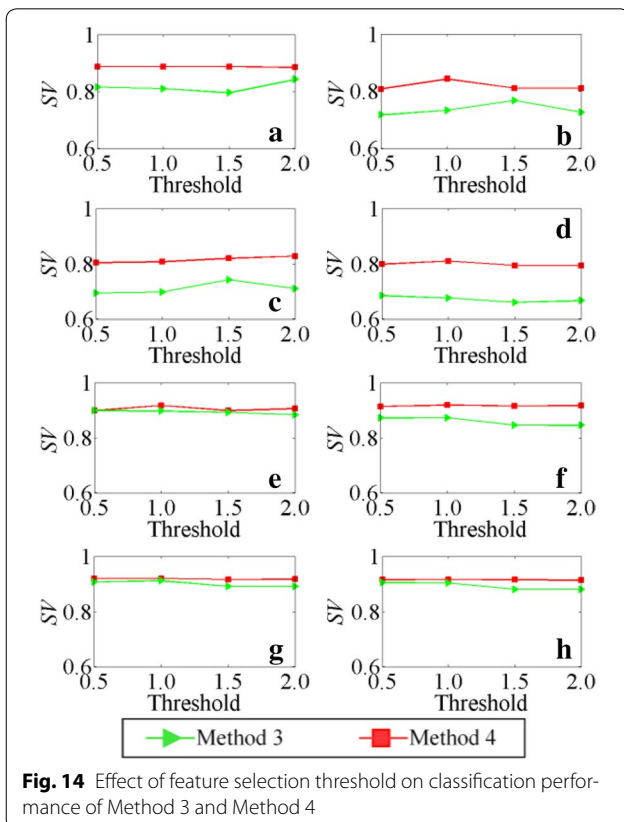 1
0.8
0.6
SV
0.5 1.0 1.5 2.0
Threshold
a
1
0.8
0.6
SV
0.5 1.0 1.5 2.0
Threshold
b
1
0.8
0.6
SV
0.5 1.0 1.5 2.0
Threshold
c
1
0.8
0.6
SV
0.5 1.0 1.5 2.0
Threshold
d
1
0.8
0.6
SV
0.5 1.0 1.5 2.0
Threshold
e
1
0.8
0.6
SV
0.5 1.0 1.5 2.0
Threshold
f
1
0.8
0.6
SV
0.5 1.0 1.5 2.0
Threshold
g
1
0.8
0.6
SV
0.5 1.0 1.5 2.0
Threshold
h
Method 3 Method 4
Fig. 14 Effect of feature selection threshold on classification perfor-
mance of Method 3 and Method 4